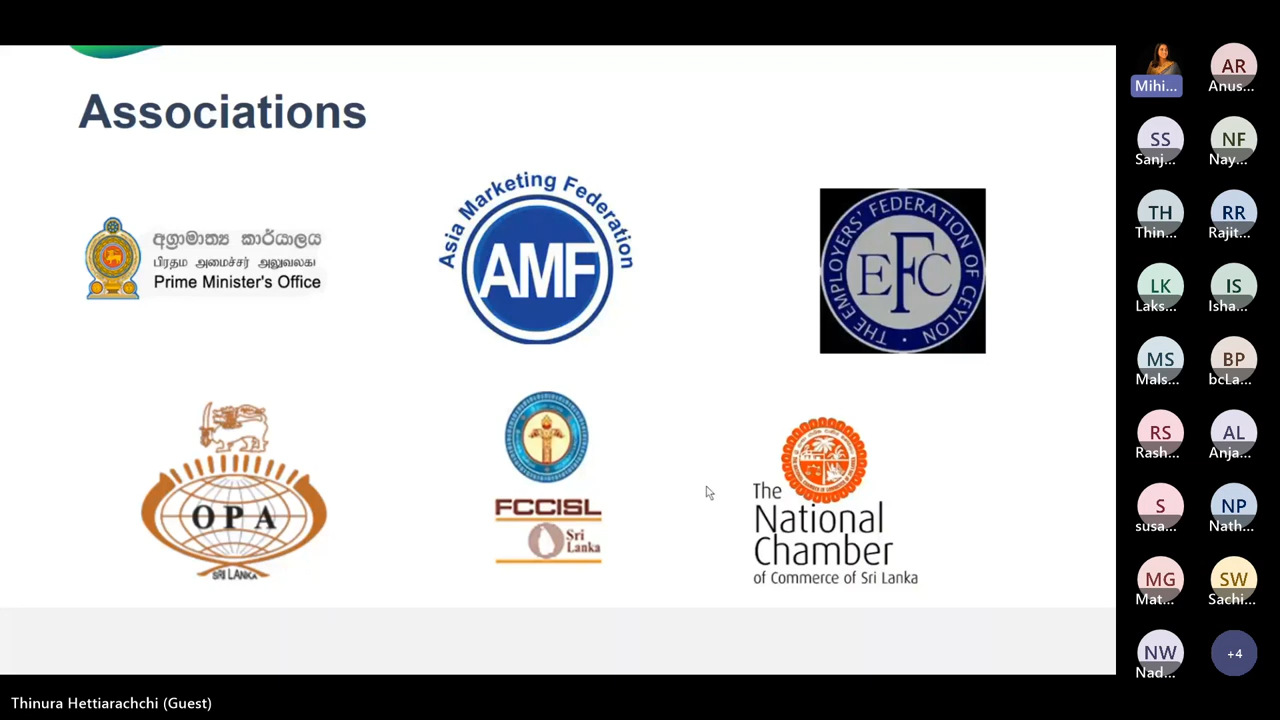 Associations
අග්‍රාමාත්‍ය කාර්යාලය
பிரதம அமைச்சர் அலுவலகம்
Prime Minister's Office
Asia Marketing Federation
AMF
THE EMPLOYERS' FEDERATION OF CEYLON
EFC
OPA
SRI LANKA
FCCISL
Sri
Lanka
The
National
Chamber
of Commerce of Sri Lanka
Mihi...
AR
Anus...
SS
Sanj...
NF
Nay...
TH
Thin...
RR
Rajit...
LK
Laks...
IS
Isha...
MS
Mals...
BP
bcLa...
RS
Rash...
AL
Anja...
S
susa...
NP
Nath...
MG
Mat...
SW
Sachi...
NW
Nad...
+4
Thinura Hettiarachchi (Guest)